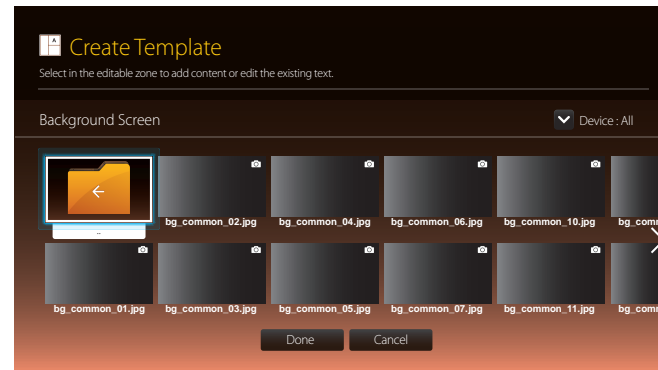 A
Create Template
Select in the editable zone to add content or edit the existing text.
Background Screen
Device : All
bg_common_02.jpg bg_common_04.jpg bg_common_06.jpg bg_common_10.jpg bg_com
..
bg_common_01.jpg bg_common_03.jpg bg_common_05.jpg bg_common_07.jpg bg_common_11.jpg bg_com
Done Cancel